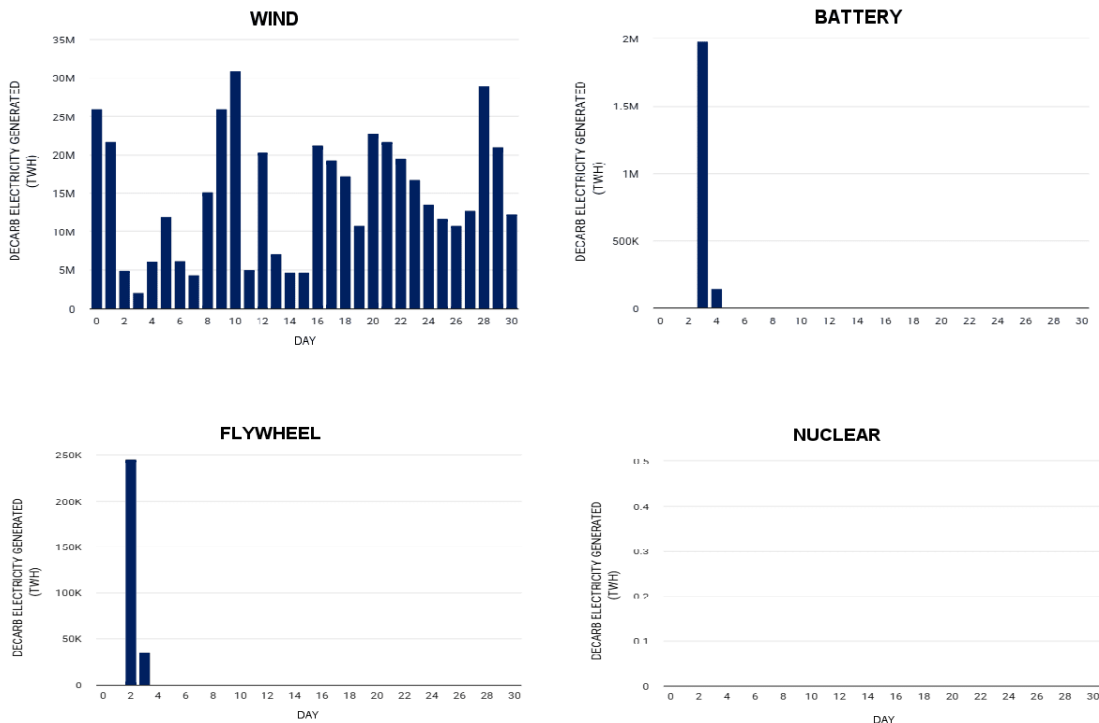 WIND
DECARB ELECTRICITY GENERATED
(TWH)
35M
30M
25M
20M
15M
10M
5M
0
0 2 4 6 8 10 12 14 16 18 20 22 24 26 28 30
DAY
BATTERY
DECARB ELECTRICITY GENERATED
(TWH)
2M
1.5M
1M
500K
0
0 2 4 6 8 10 12 14 16 18 20 22 24 26 28 30
FLYWHEEL
DECARB ELECTRICITY GENERATED
(TWH)
250K
200K
150K
100K
50K
0
0 2 4 6 8 10 12 14 16 18 20 22 24 26 28 30
DAY
NUCLEAR
DECARB ELECTRICITY GENERATED
(TWH)
0.5
0.4
0.3
0.2
0.1
0
0 2 4 6 8 10 12 14 16 18 20 22 24 26 28 30
DAY